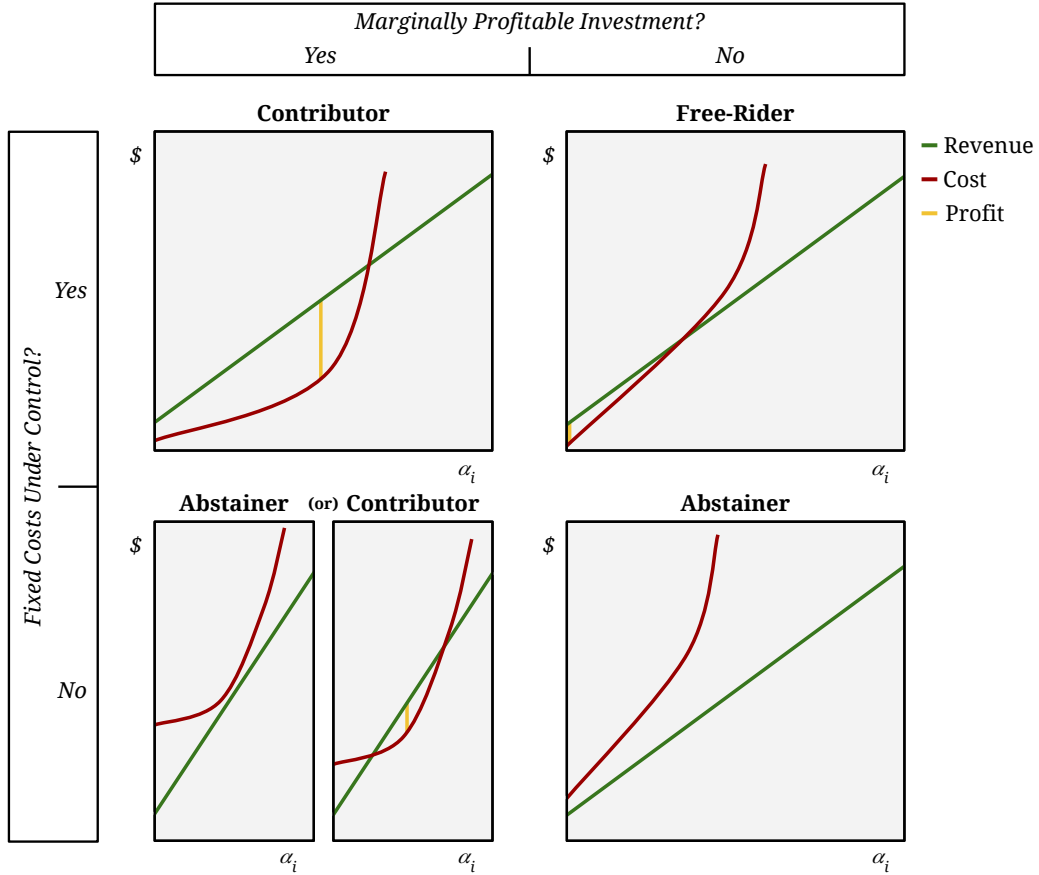 Marginally Profitable Investment?
Yes No
Contributor
Free-Rider
$
$
Revenue
Cost
Profit
Fixed Costs Under Control?
Yes
αi
αi
Abstainer (or) Contributor
Abstainer
$
$
No
αi
αi
αi